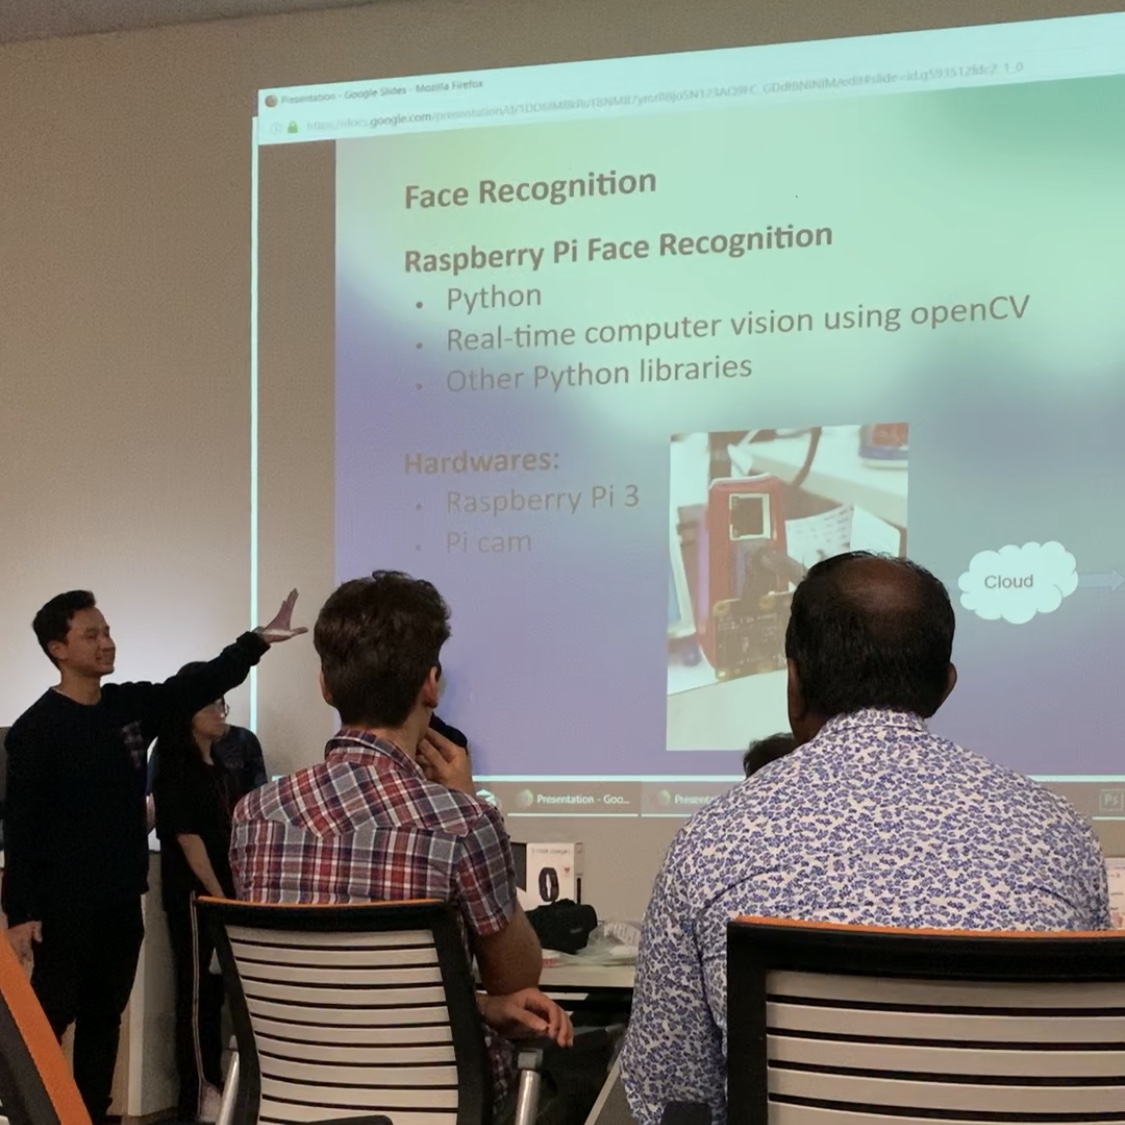 Presentation - Google Slides - Mozilla Firefox
Face Recognition
Raspberry Pi Face Recognition
• Python
• Real-time computer vision using openCV
• Other Python libraries
Hardwares:
• Raspberry Pi 3
• Pi cam
Cloud
Presentation - Goo...
Ps